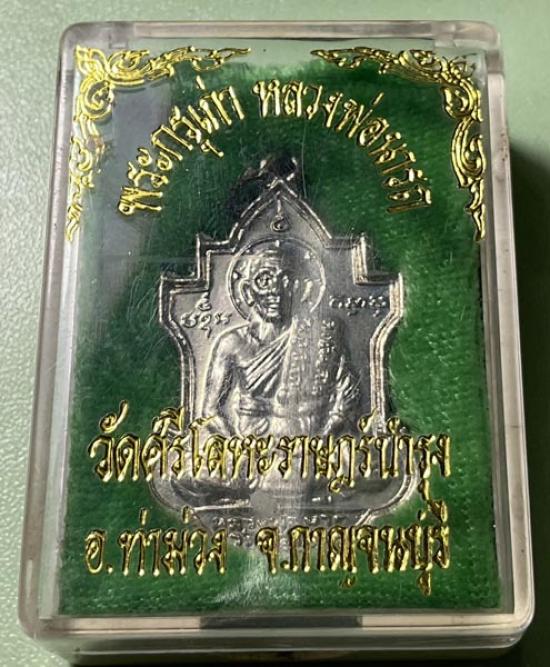 พระกรุเก่า หลวงพ่อนารถ
วัดศรีโลหะราษฎร์บำรุง
อ.ท่าม่วง จ.กาญจนบุรี